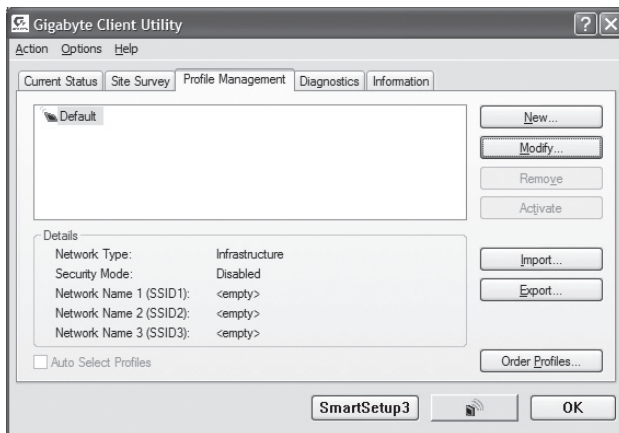 Gigabyte Client Utility
Action Options Help
Current Status Site Survey Profile Management Diagnostics Information
Default
New...
Modify...
Remove
Activate
Details
Network Type: Infrastructure
Security Mode: Disabled
Network Name 1 (SSID1): <empty>
Network Name 2 (SSID2): <empty>
Network Name 3 (SSID3): <empty>
Import...
Export...
Auto Select Profiles
Order Profiles...
SmartSetup3
OK